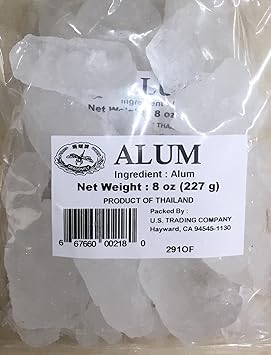 ALUM
Ingredient : Alum
Net Weight : 8 oz (227 g)
PRODUCT OF THAILAND
Packed By :
U.S. TRADING COMPANY
Hayward, CA 94545-1130
6 67660 00218 0
291OF